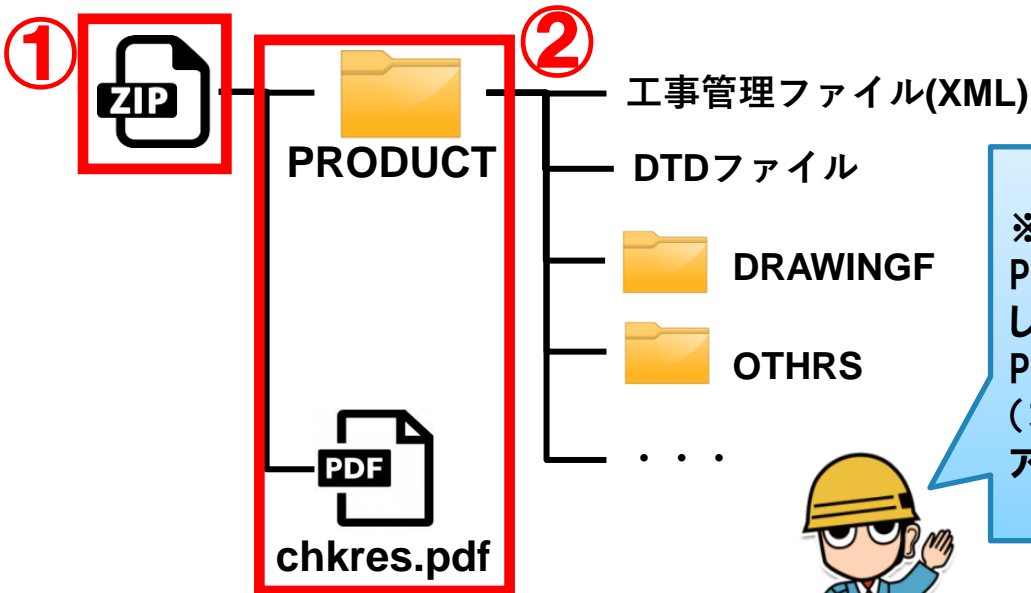 ①
ZIP
②
PRODUCT
工事管理ファイル(XML)
DTDファイル
DRAWINGF
OTHRS
・・・
PDF
chkres.pdf
※
P
し
P